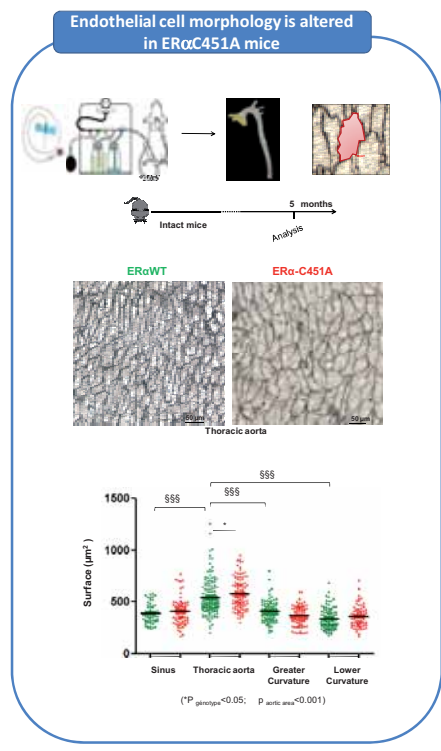 Endothelial cell morphology is altered
in ERαC451A mice
5 months
Intact mice
Analysis
ERαWT
ERα-C451A
50 µm
50 µm
Thoracic aorta
§§§
§§§
§§§
*
Surface (µm²)
1500
1000
500
0
Sinus
Thoracic aorta
Greater
Curvature
Lower
Curvature
(*P génotype<0.05; p aortic area<0.001)